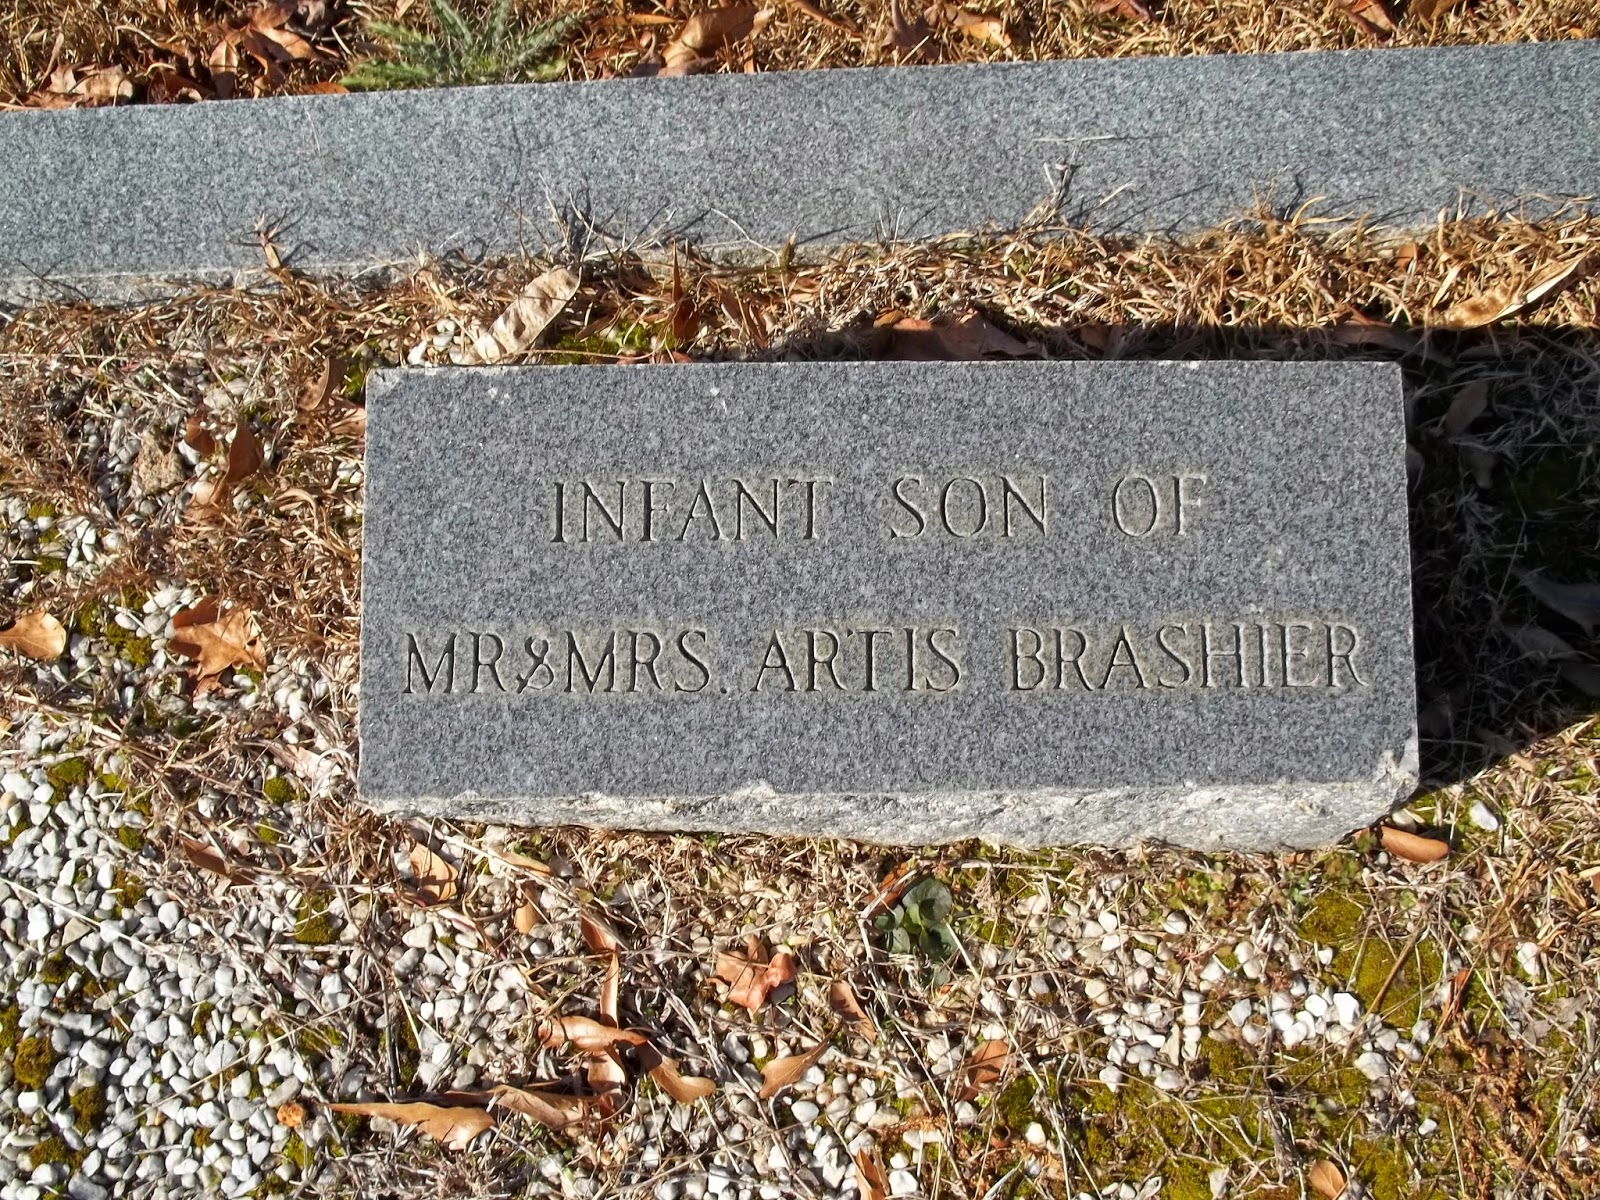 INFANT SON OF
MR&MRS. ARTIS BRASHIER